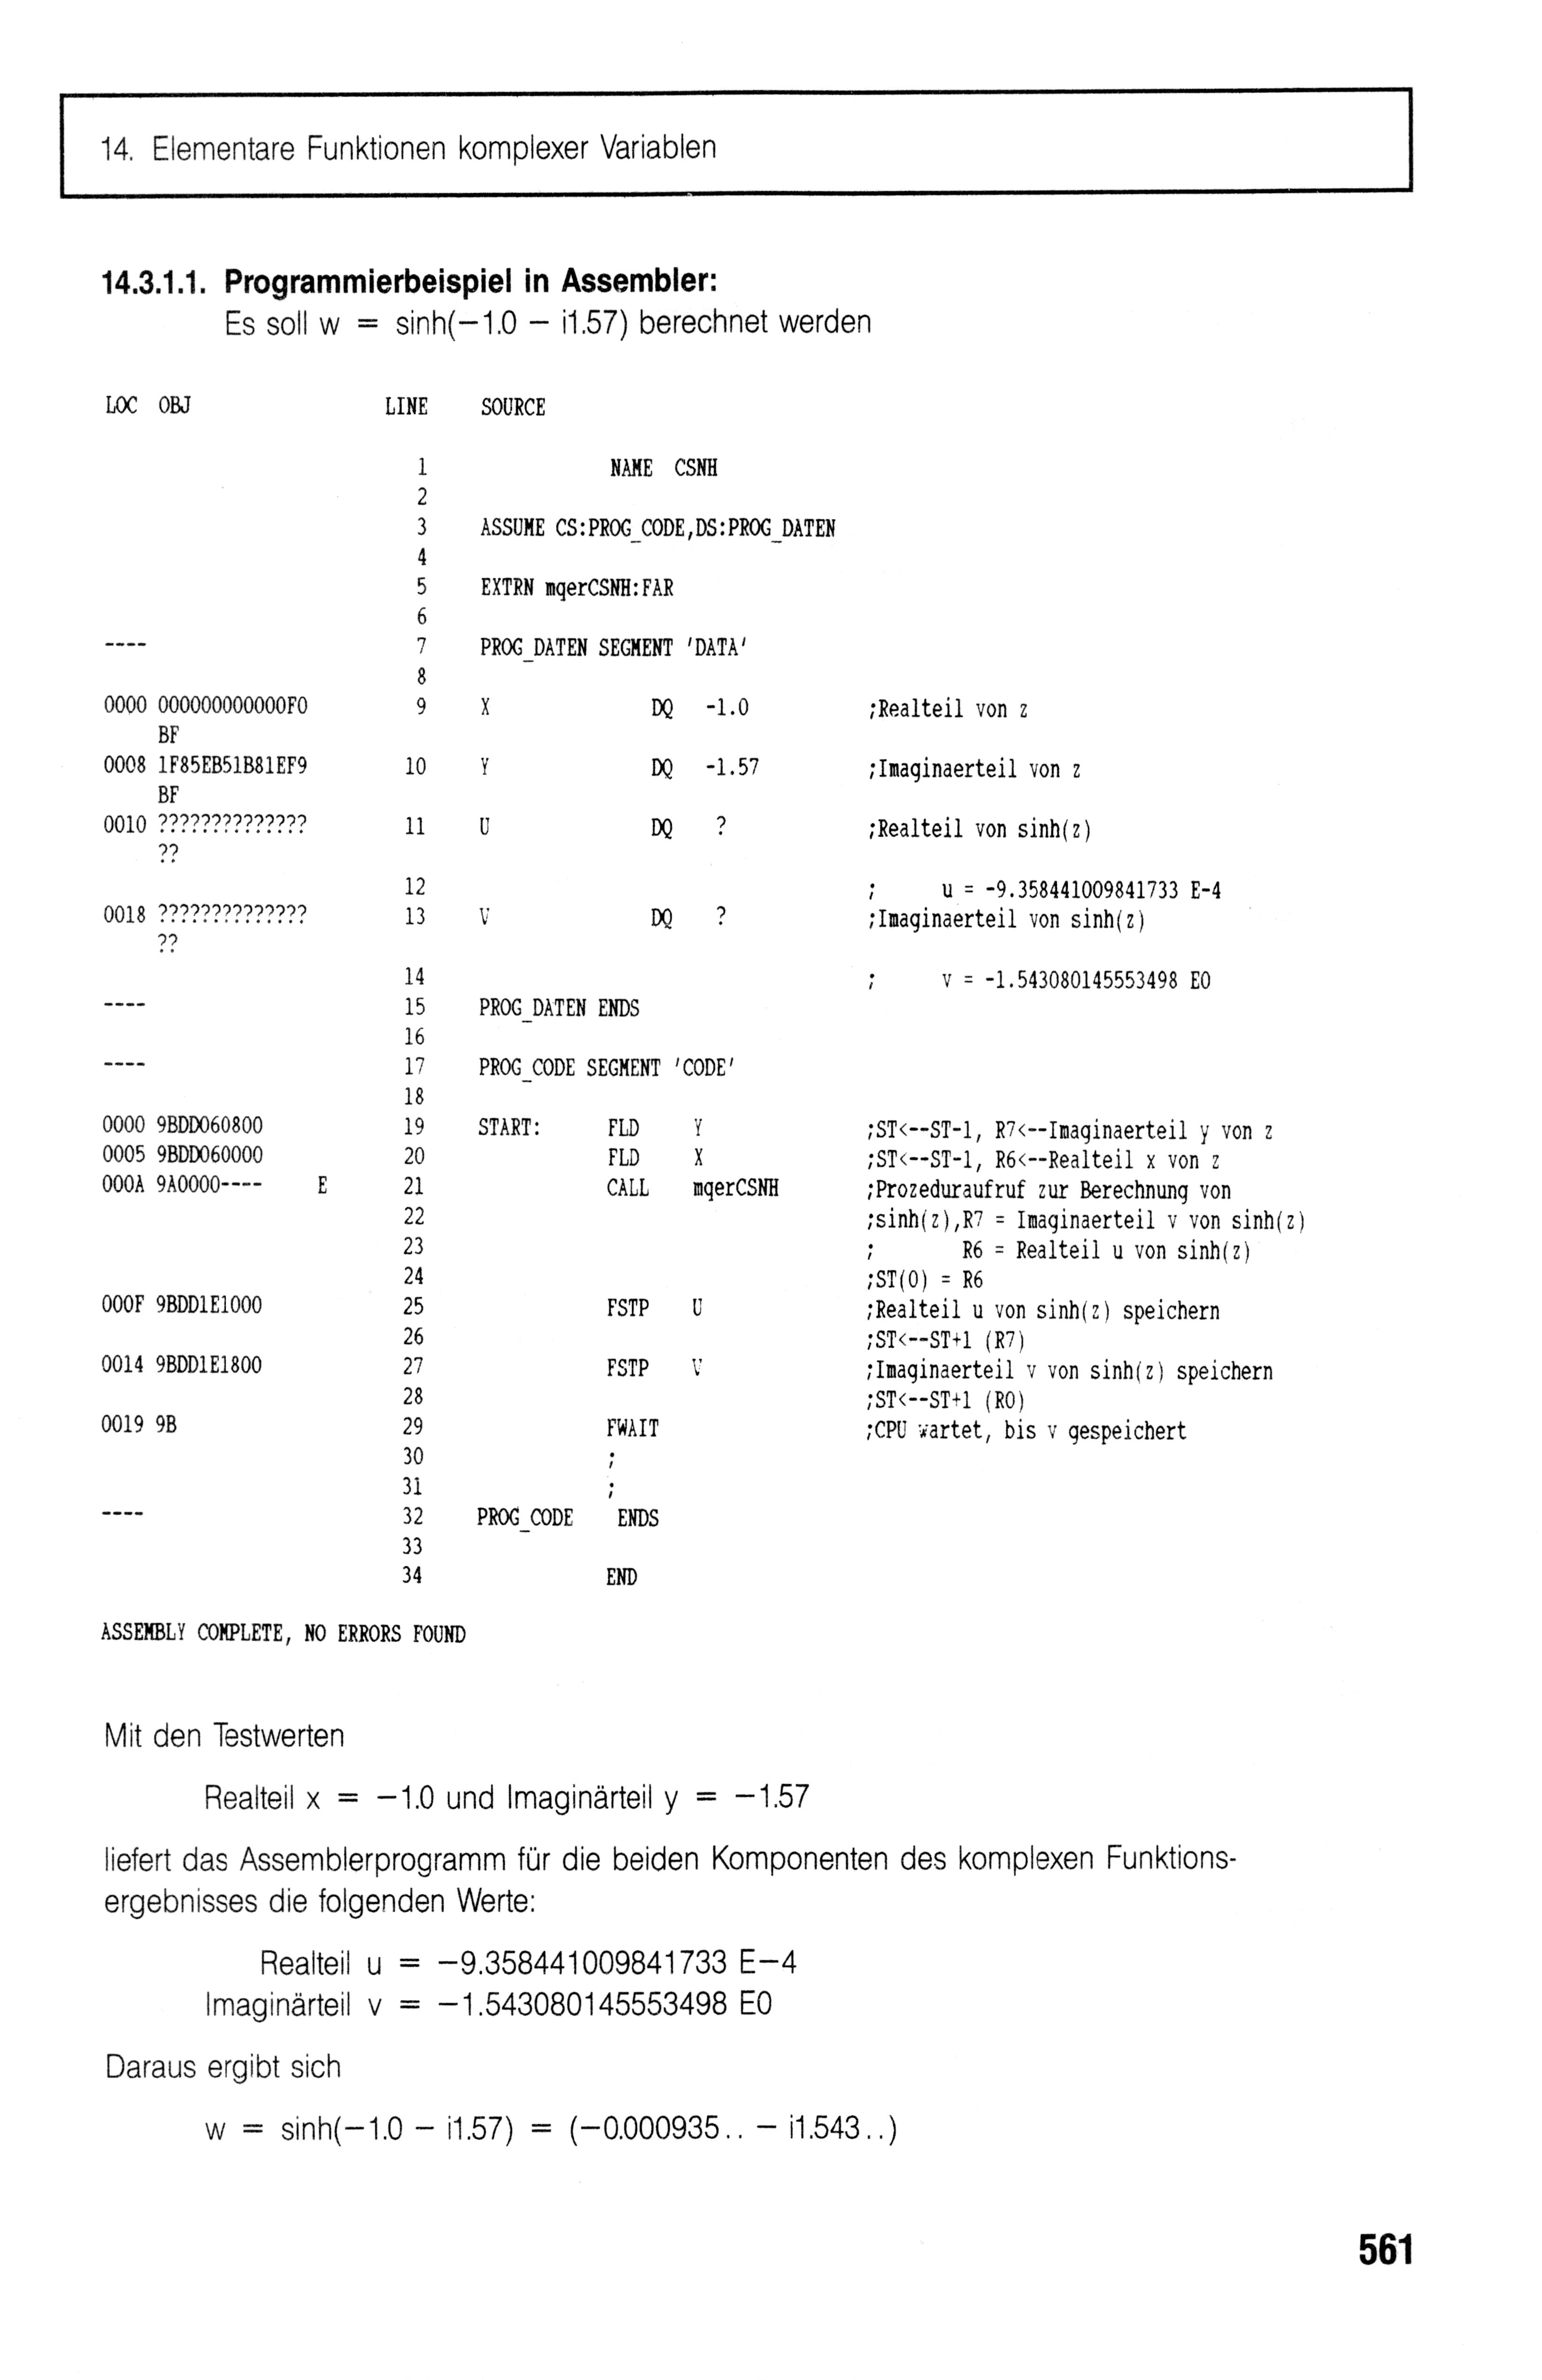 14. Elementare Funktionen komplexer Variablen
14.3.1.1. Programmierbeispiel in Assembler:
Es soll w = sinh(−1.0 − i1.57) berechnet werden
LOC OBJ LINE SOURCE
1 NAME CSNH
2
3 ASSUME CS:PROG_CODE,DS:PROG_DATEN
4
5 EXTRN mqerCSNH:FAR
6
---- 7 PROG_DATEN SEGMENT 'DATA'
8
0000 000000000000F0 9 X DQ -1.0 ;Realteil von z
BF
0008 1F85EB51B81EF9 10 Y DQ -1.57 ;Imaginaerteil von z
BF
0010 ?????????????? 11 U DQ ? ;Realteil von sinh(z)
??
12 ; u = -9.358441009841733 E-4
0018 ?????????????? 13 V DQ ? ;Imaginaerteil von sinh(z)
??
14 ; v = -1.543080145553498 E0
---- 15 PROG_DATEN ENDS
16
---- 17 PROG_CODE SEGMENT 'CODE'
18
0000 9BDD060800 19 START: FLD Y ;ST<--ST-1, R7<--Imaginaerteil y von z
0005 9BDD060000 20 FLD X ;ST<--ST-1, R6<--Realteil x von z
000A 9A0000---- E 21 CALL mqerCSNH ;Prozeduraufruf zur Berechnung von
22 ;sinh(z),R7 = Imaginaerteil v von sinh(z)
23 ; R6 = Realteil u von sinh(z)
24 ;ST(0) = R6
000F 9BDD1E1000 25 FSTP U ;Realteil u von sinh(z) speichern
26 ;ST<--ST+1 (R7)
0014 9BDD1E1800 27 FSTP V ;Imaginaerteil v von sinh(z) speichern
28 ;ST<--ST+1 (R0)
0019 9B 29 FWAIT ;CPU wartet, bis v gespeichert
30 ;
31 ;
---- 32 PROG_CODE ENDS
33
34 END
ASSEMBLY COMPLETE, NO ERRORS FOUND
Mit den Testwerten
Realteil x = −1.0 und Imaginärteil y = −1.57
liefert das Assemblerprogramm für die beiden Komponenten des komplexen Funktions-
ergebnisses die folgenden Werte:
Realteil u = −9.358441009841733 E−4
Imaginärteil v = −1.543080145553498 E0
Daraus ergibt sich
w = sinh(−1.0 − i1.57) = (−0.000935.. − i1.543..)
561